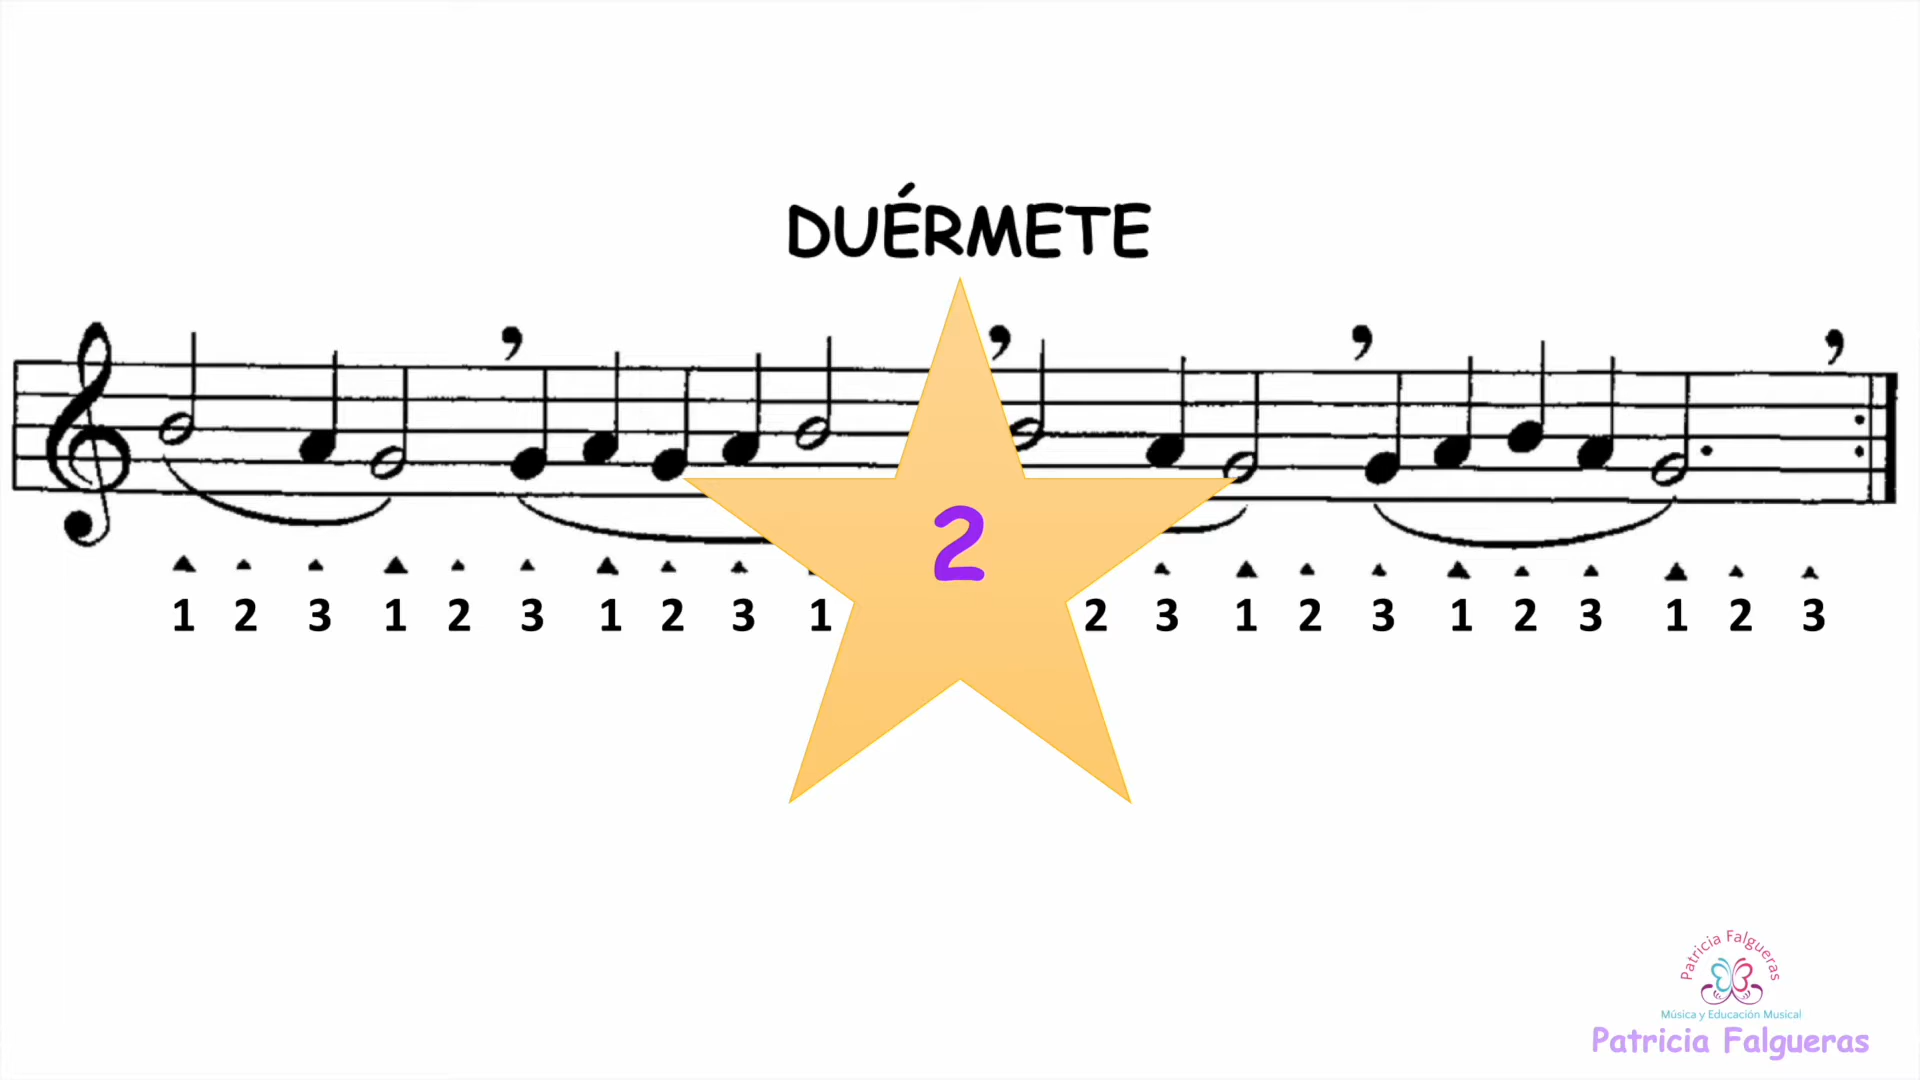 DUÉRMETE
2
1 2 3 1 2 3 1 2 3 1 2 3 1 2 3 1 2 3 1 2 3
Patricia Falgueras
Música y Educación Musical
Patricia Falgueras